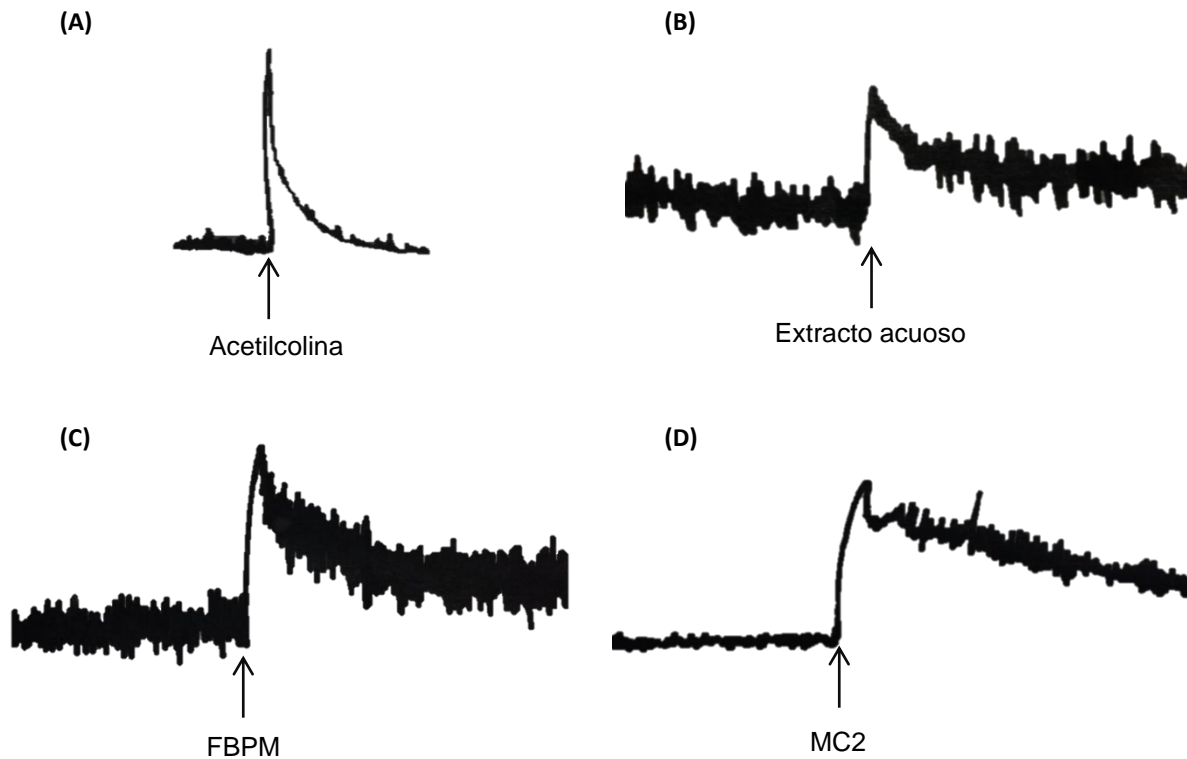 (A)
(B)
Acetilcolina
Extracto acuoso
(C)
(D)
FBPM
MC2